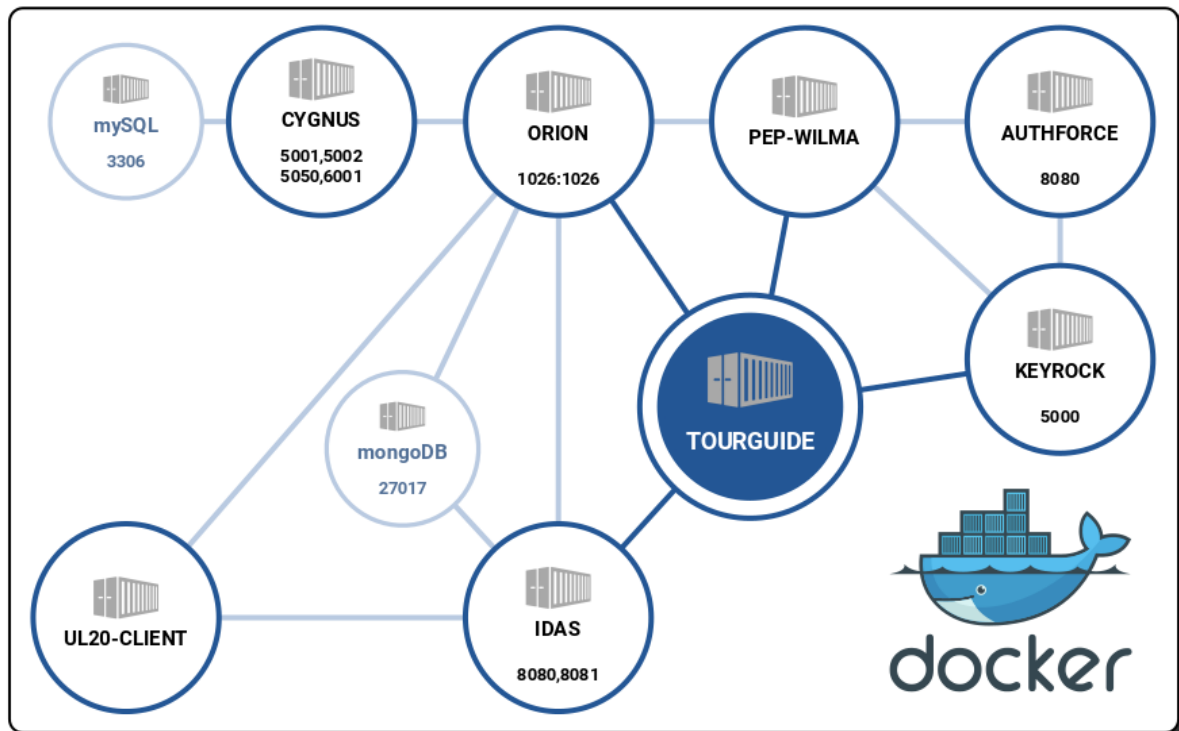 mySQL
3306
CYGNUS
5001,5002
5050,6001
ORION
1026:1026
PEP-WILMA
AUTHFORCE
8080
KEYROCK
5000
TOURGUIDE
mongoDB
27017
UL20-CLIENT
IDAS
8080,8081
docker